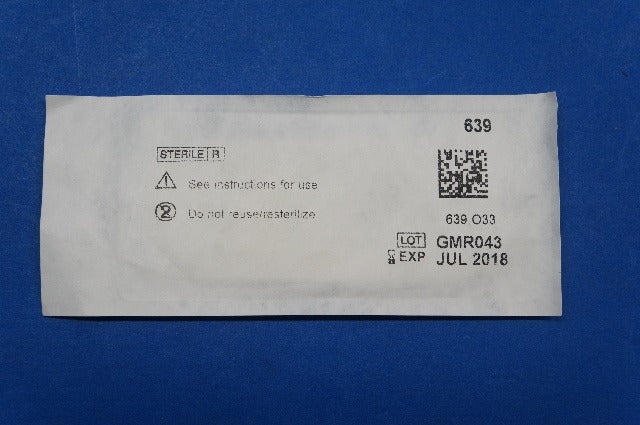 639
STERILE R
See instructions for use
Do not reuse/resterilize
639 O33
LOT GMR043
EXP JUL 2018